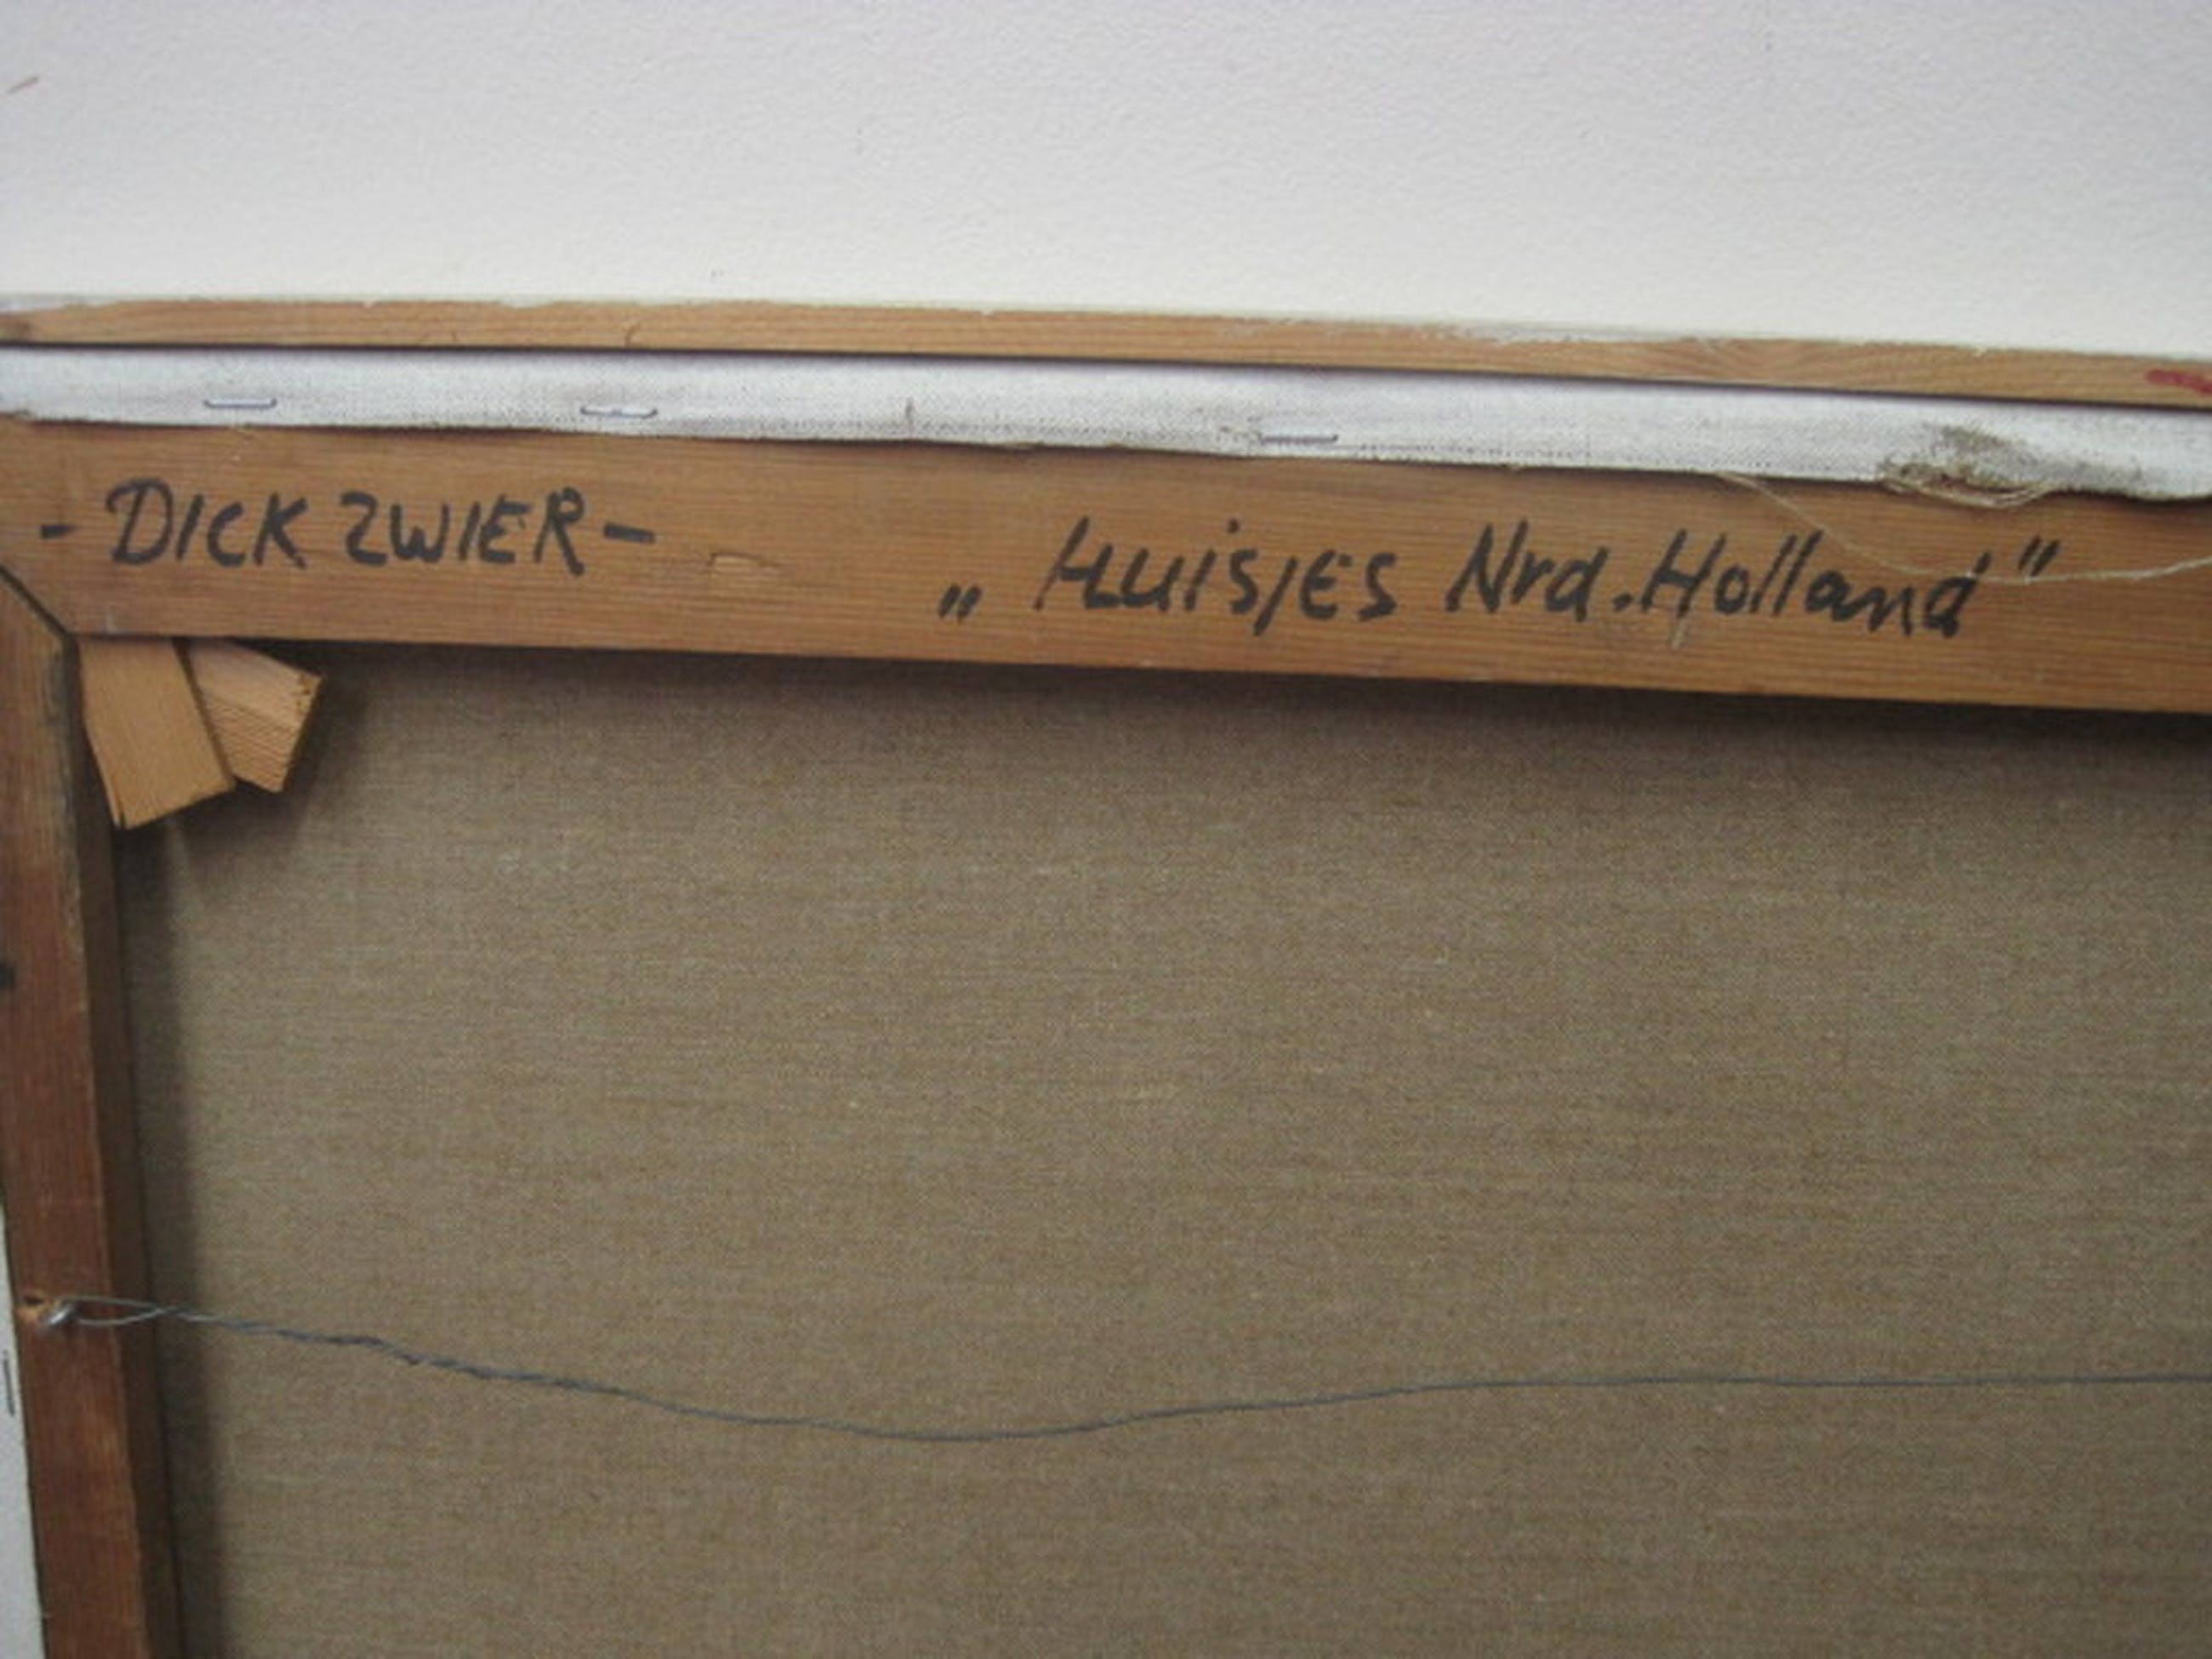 - DICK ZWIER - „ HUISJES Nrd. Holland"